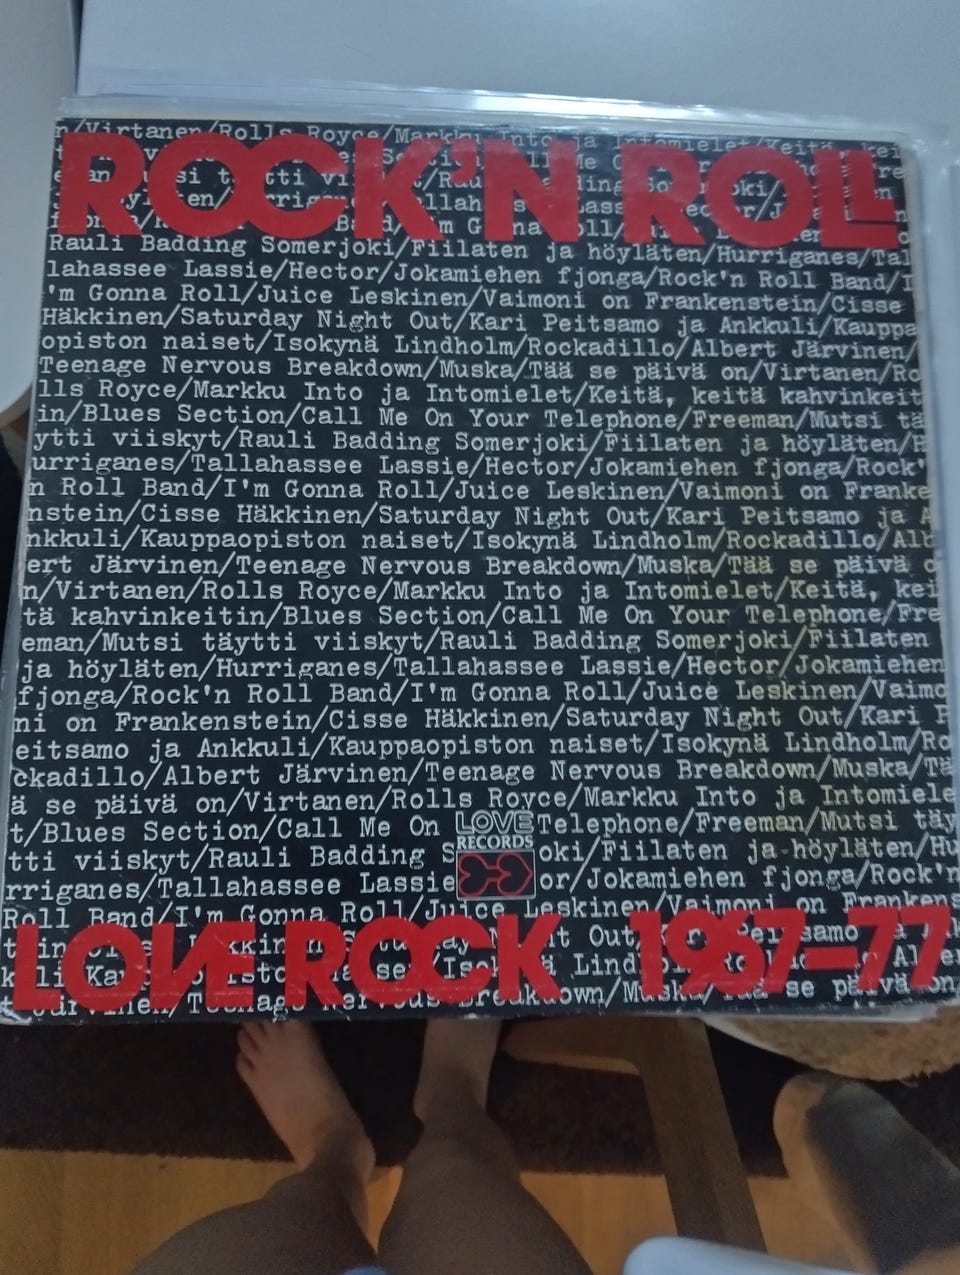 n/Virtanen/Rolls Royce/Markku Into ja Intomielet/Keitä, kei
ROCK'N ROLL
Rauli Badding Somerjoki/Fiilaten ja höyläten/Hurriganes/Tal
lahassee Lassie/Hector/Jokamiehen fjonga/Rock'n Roll Band/I
'm Gonna Roll/Juice Leskinen/Vaimoni on Frankenstein/Cisse
Häkkinen/Saturday Night Out/Kari Peitsamo ja Ankkuli/Kauppa
opiston naiset/Isokynä Lindholm/Rockadillo/Albert Järvinen/
Teenage Nervous Breakdown/Muska/Tää se päivä on/Virtanen/Ro
lls Royce/Markku Into ja Intomielet/Keitä, keitä kahvinkeit
in/Blues Section/Call Me On Your Telephone/Freeman/Mutsi tä
ytti viiskyt/Rauli Badding Somerjoki/Fiilaten ja höyläten/H
urriganes/Tallahassee Lassie/Hector/Jokamiehen fjonga/Rock'
n Roll Band/I'm Gonna Roll/Juice Leskinen/Vaimoni on Franke
nstein/Cisse Häkkinen/Saturday Night Out/Kari Peitsamo ja A
nkkuli/Kauppaopiston naiset/Isokynä Lindholm/Rockadillo/Alb
ert Järvinen/Teenage Nervous Breakdown/Muska/Tää se päivä o
n/Virtanen/Rolls Royce/Markku Into ja Intomielet/Keitä, kei
tä kahvinkeitin/Blues Section/Call Me On Your Telephone/Fre
eman/Mutsi täytti viiskyt/Rauli Badding Somerjoki/Fiilaten
ja höyläten/Hurriganes/Tallahassee Lassie/Hector/Jokamiehen
fjonga/Rock'n Roll Band/I'm Gonna Roll/Juice Leskinen/Vaimo
ni on Frankenstein/Cisse Häkkinen/Saturday Night Out/Kari P
eitsamo ja Ankkuli/Kauppaopiston naiset/Isokynä Lindholm/Ro
ckadillo/Albert Järvinen/Teenage Nervous Breakdown/Muska/Tä
ä se päivä on/Virtanen/Rolls Royce/Markku Into ja Intomiele
t/Blues Section/Call Me On Telephone/Freeman/Mutsi täy
LOVE
RECORDS
tti viiskyt/Rauli Badding S oki/Fiilaten ja höyläten/Hu
rriganes/Tallahassee Lassie or/Jokamiehen fjonga/Rock'n
Roll Band/I'm Gonna Roll/Juice Leskinen/Vaimoni on Frankens
LOVE ROCK 1967-77